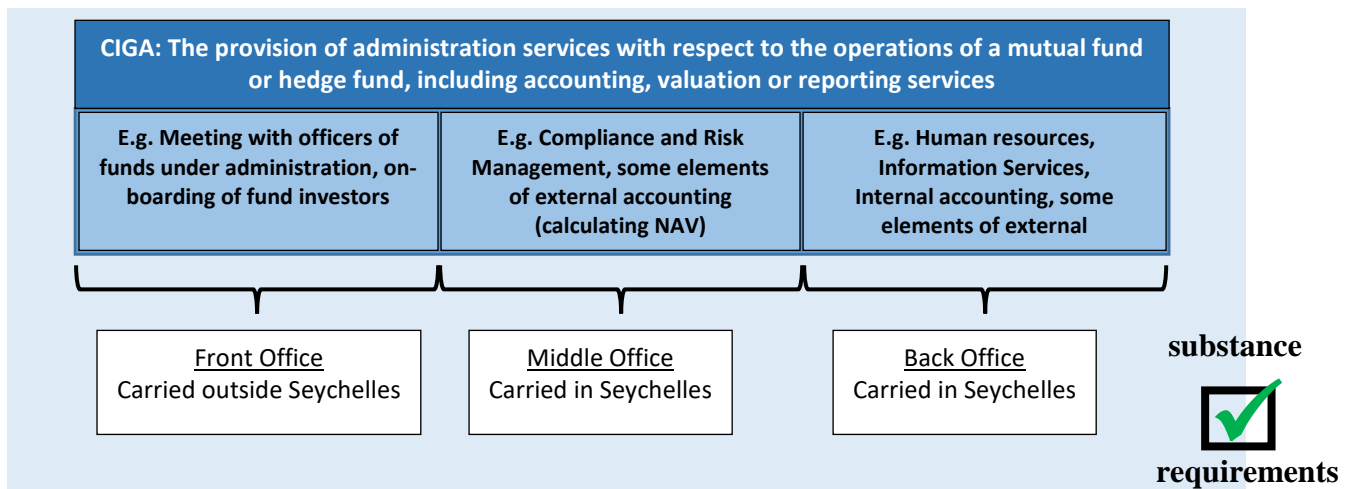 CIGA: The provision of administration services with respect to the operations of a mutual fund
or hedge fund, including accounting, valuation or reporting services
E.g. Meeting with officers of
funds under administration, on-
boarding of fund investors
E.g. Compliance and Risk
Management, some elements
of external accounting
(calculating NAV)
E.g. Human resources,
Information Services,
Internal accounting, some
elements of external
Front Office
Carried outside Seychelles
Middle Office
Carried in Seychelles
Back Office
Carried in Seychelles
substance
requirements